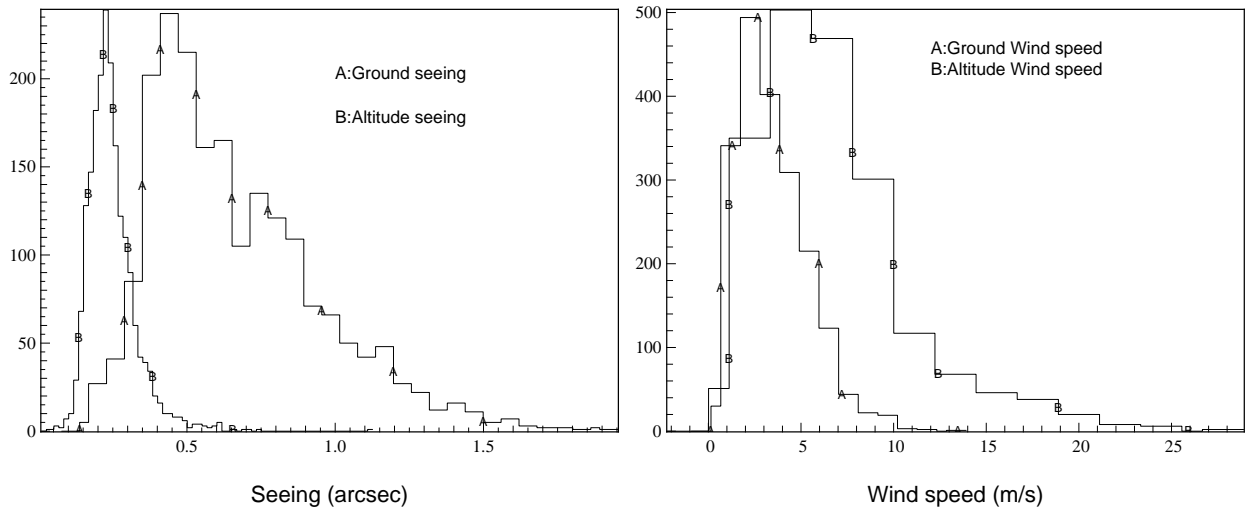 A:Ground seeing
B:Altitude seeing
200
150
100
50
0
0.5
1.0
1.5
Seeing (arcsec)
A
A
A
A
A
A
A
A
A
A
B
B
B
B
B
B
B
B
A:Ground Wind speed
B:Altitude Wind speed
500
400
300
200
100
0
0
5
10
15
20
25
Wind speed (m/s)
A
A
A
A
A
A
A
A
B
B
B
B
B
B
B
B
B